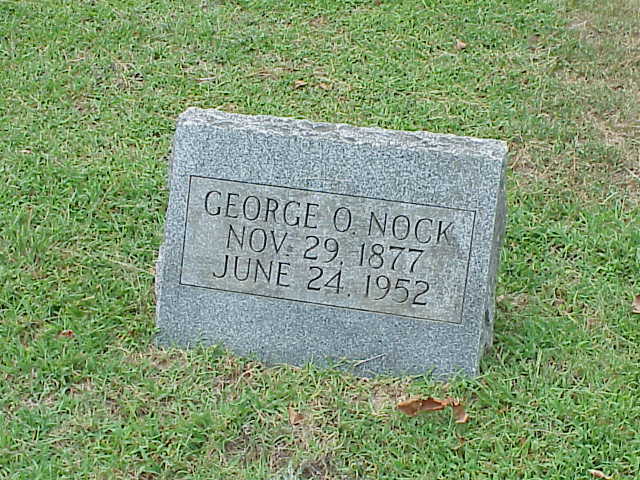 GEORGE O. NOCK
NOV. 29, 1877
JUNE 24, 1952